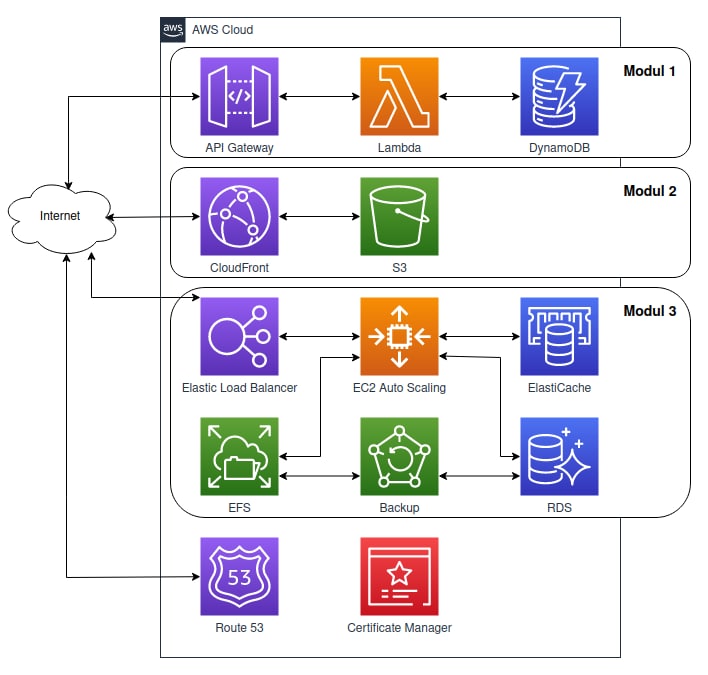 aws
AWS Cloud
Modul 1
API Gateway
Lambda
DynamoDB
Internet
Modul 2
CloudFront
S3
Modul 3
Elastic Load Balancer
EC2 Auto Scaling
ElastiCache
EFS
Backup
RDS
53
Route 53
Certificate Manager